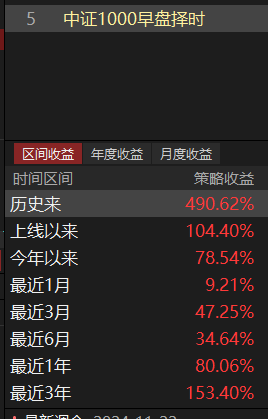 5 中证1000早盘择时
区间收益 年度收益 月度收益
时间区间 策略收益
历史来 490.62%
上线以来 104.40%
今年以来 78.54%
最近1月 9.21%
最近3月 47.25%
最近6月 34.64%
最近1年 80.06%
最近3年 153.40%